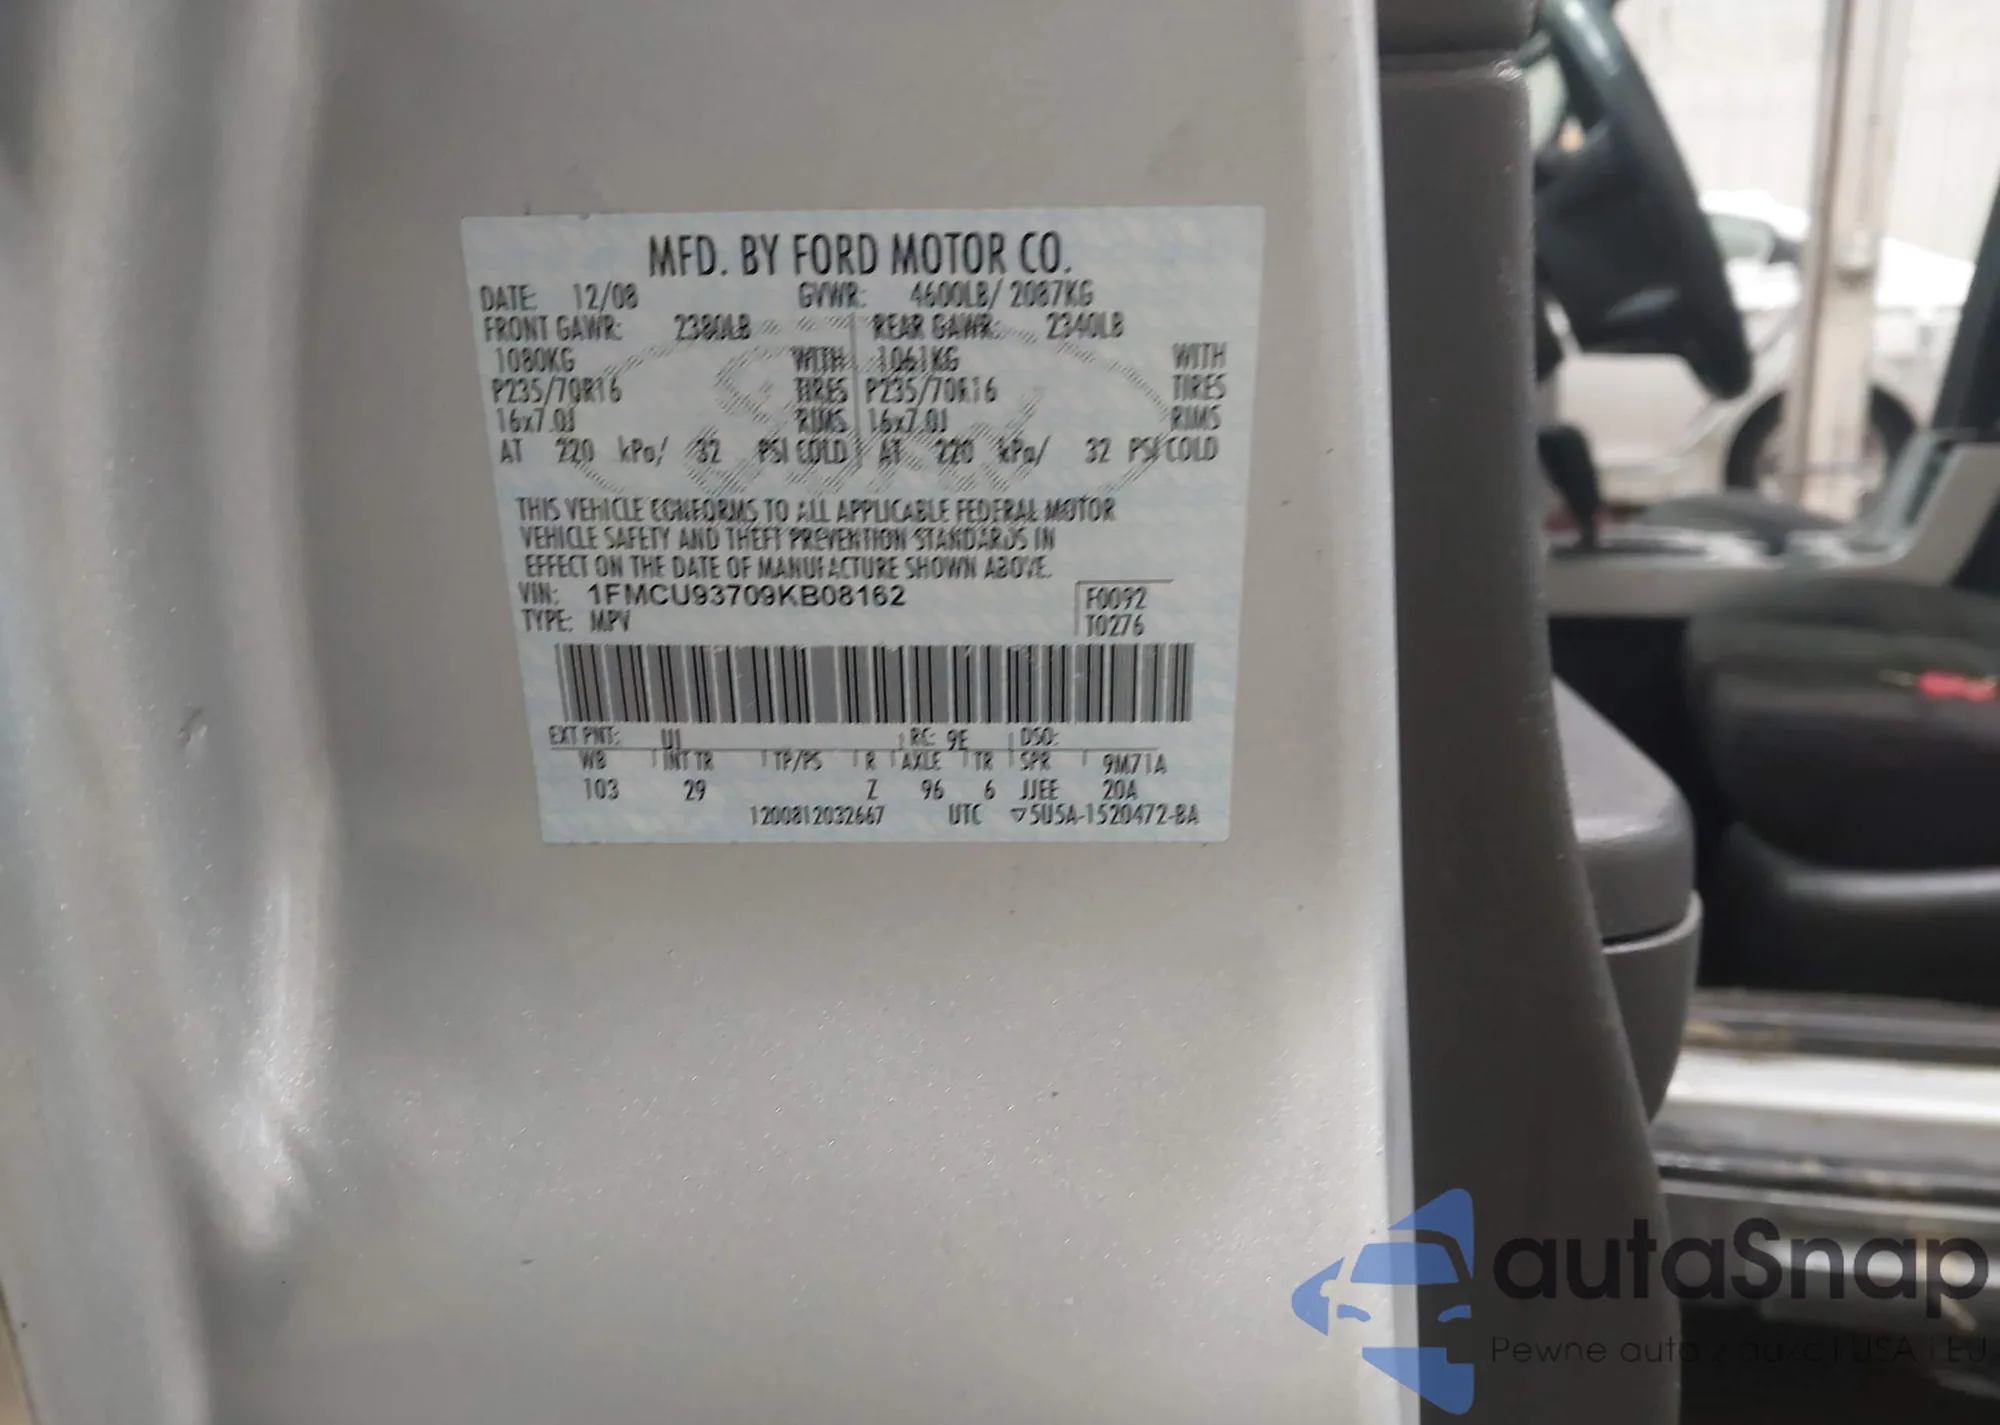 MFD. BY FORD MOTOR CO.
DATE: 12/08 GVWR: 4600LB/ 2087KG
FRONT GAWR: 2380LB REAR GAWR: 2340LB
1080KG WITH 1061KG WITH
P235/70R16 TIRES P235/70R16 TIRES
16x7.0J RIMS 16x7.0J RIMS
AT 220 kPa/ 32 PSI COLD AT 220 kPa/ 32 PSI COLD
THIS VEHICLE CONFORMS TO ALL APPLICABLE FEDERAL MOTOR
VEHICLE SAFETY AND THEFT PREVENTION STANDARDS IN
EFFECT ON THE DATE OF MANUFACTURE SHOWN ABOVE.
VIN: 1FMCU93709KB08162 F0092
TYPE: MPV T0276
EXT PNT: UJ RC: 9E DSO:
WB INT TR TP/PS R AXLE TR SPR 9M71A
103 29 Z 96 6 JJEE 20A
1200812032667 UTC ▽5U5A-1520472-BA
autaSnap
Pewne auta z aukcji USA i EU